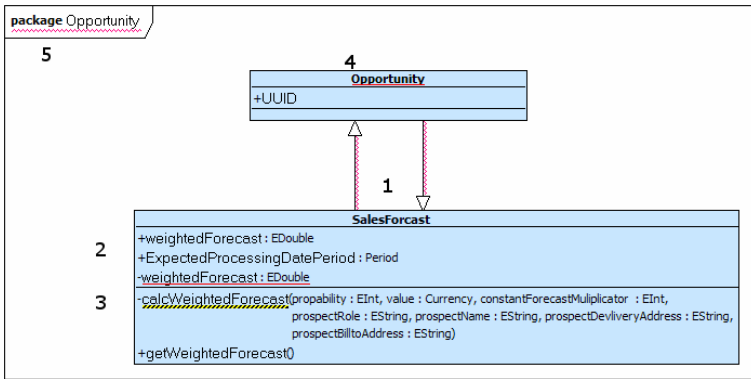 package Opportunity
5
4
Opportunity
+UUID
1
SalesForcast
2
+weightedForecast : EDouble
+ExpectedProcessingDatePeriod : Period
-weightedForecast : EDouble
3
-calcWeightedForecast(propability : EInt, value : Currency, constantForecastMuliplicator : EInt,
prospectRole : EString, prospectName : EString, prospectDevliveryAddress : EString,
prospectBilltoAddress : EString)
+getWeightedForecast()